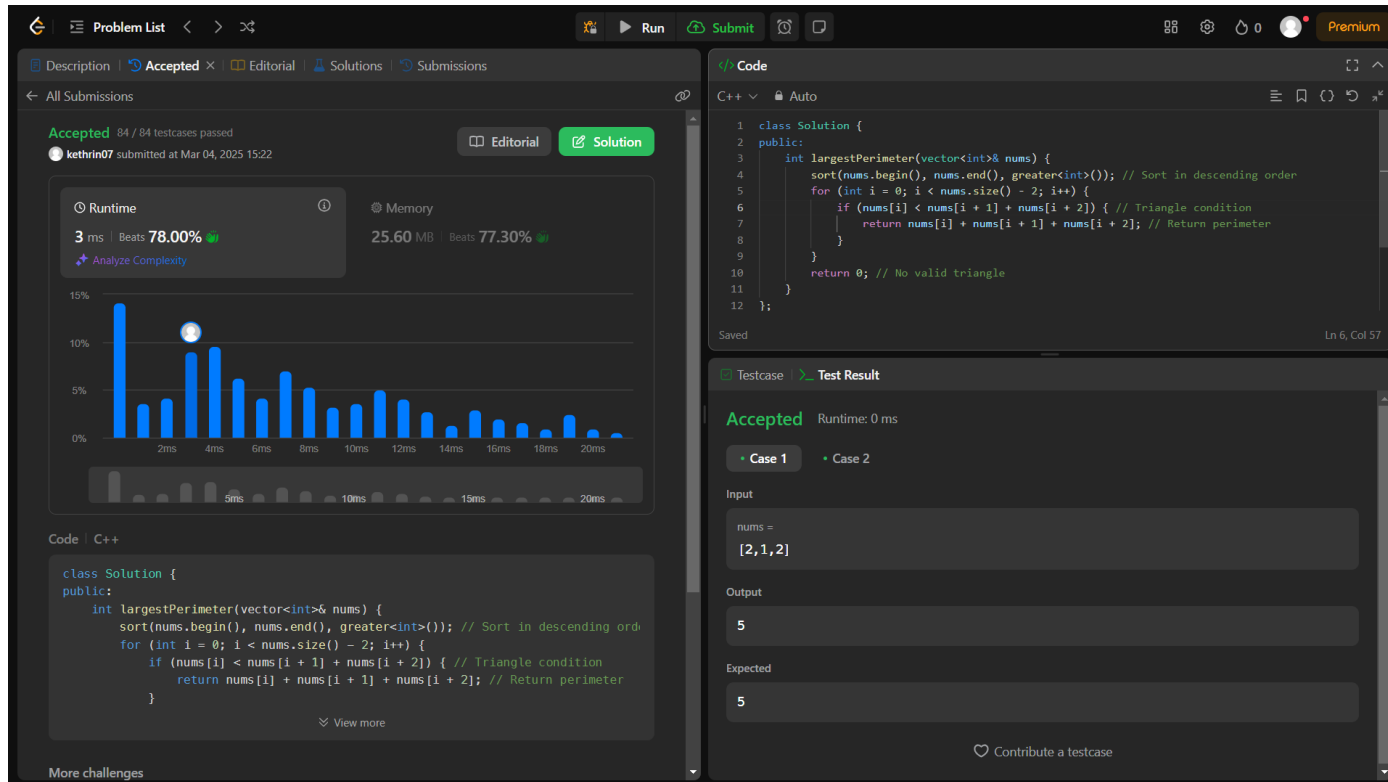 Problem List
Run
Submit
0
Premium
Description
Accepted
Editorial
Solutions
Submissions
All Submissions
Accepted 84 / 84 testcases passed
kethrin07 submitted at Mar 04, 2025 15:22
Editorial
Solution
Runtime
3 ms Beats 78.00%
Analyze Complexity
Memory
25.60 MB Beats 77.30%
15%
10%
5%
0%
2ms 4ms 6ms 8ms 10ms 12ms 14ms 16ms 18ms 20ms
5ms 10ms 15ms 20ms
Code C++
class Solution {
public:
    int largestPerimeter(vector<int>& nums) {
        sort(nums.begin(), nums.end(), greater<int>()); // Sort in descending orde
        for (int i = 0; i < nums.size() - 2; i++) {
            if (nums[i] < nums[i + 1] + nums[i + 2]) { // Triangle condition
                return nums[i] + nums[i + 1] + nums[i + 2]; // Return perimeter
            }
View more
More challenges
</> Code
C++ Auto
1 class Solution {
2 public:
3     int largestPerimeter(vector<int>& nums) {
4         sort(nums.begin(), nums.end(), greater<int>()); // Sort in descending order
5         for (int i = 0; i < nums.size() - 2; i++) {
6             if (nums[i] < nums[i + 1] + nums[i + 2]) { // Triangle condition
7                 return nums[i] + nums[i + 1] + nums[i + 2]; // Return perimeter
8             }
9         }
10         return 0; // No valid triangle
11     }
12 };
Saved
Ln 6, Col 57
Testcase
Test Result
Accepted Runtime: 0 ms
• Case 1
• Case 2
Input
nums =
[2,1,2]
Output
5
Expected
5
Contribute a testcase